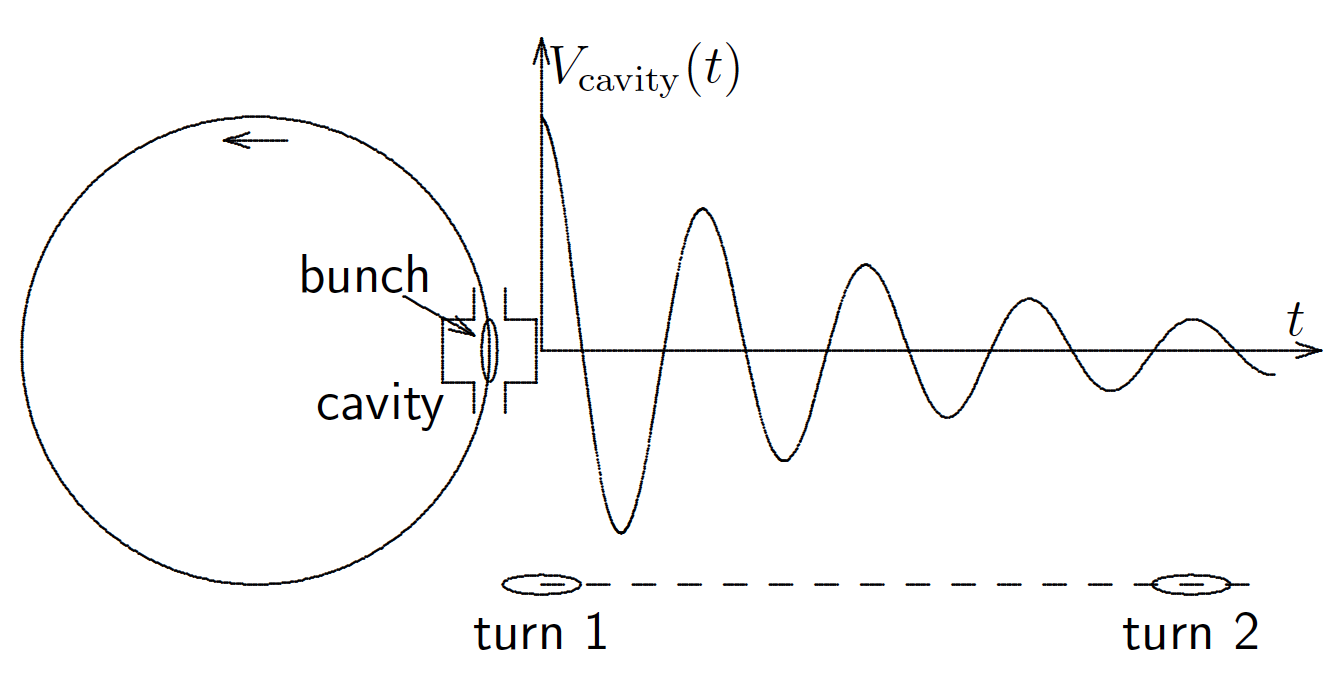 V_cavity(t)
bunch
t
cavity
turn 1
turn 2